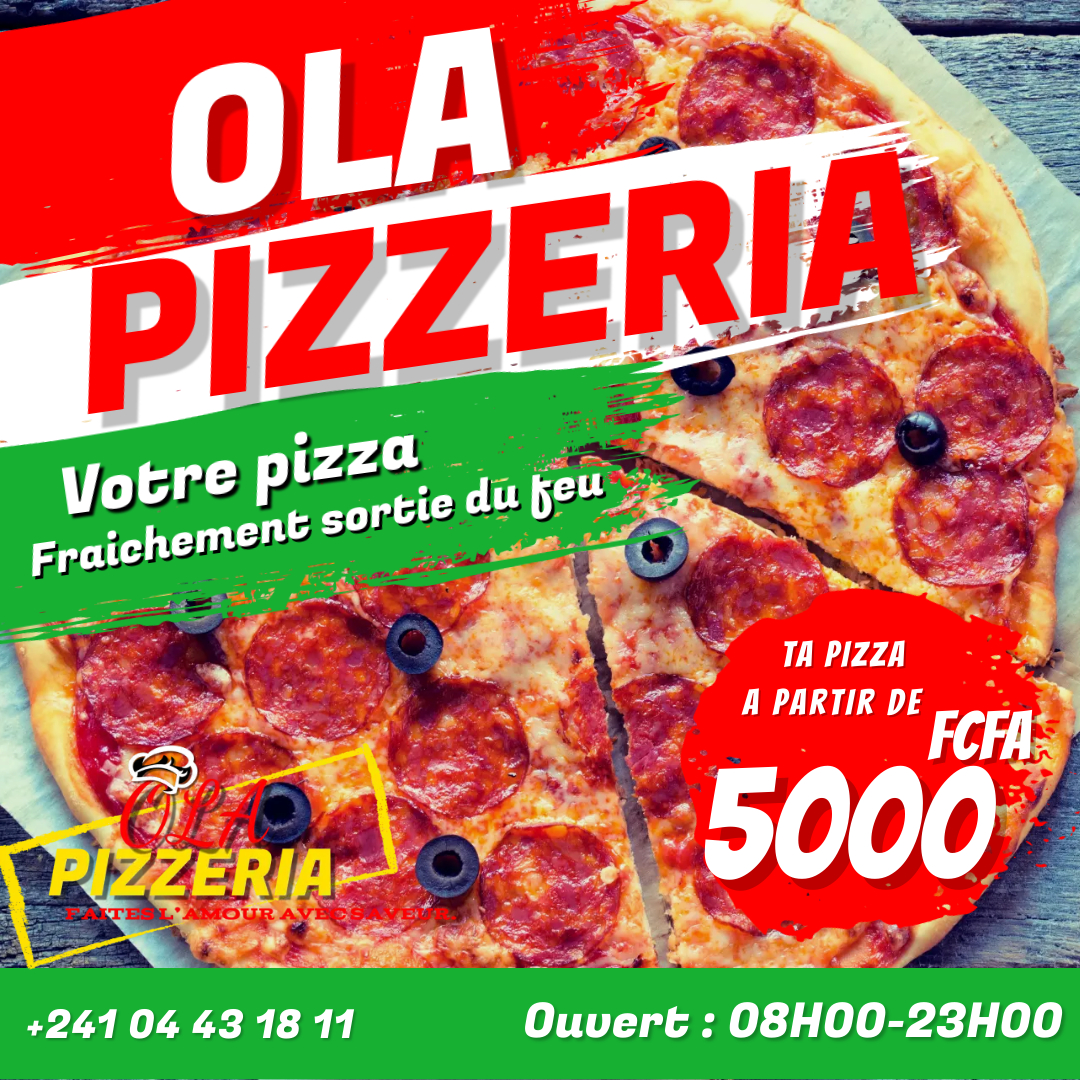 OLA
PIZZERIA
Votre pizza
Fraichement sortie du feu
TA PIZZA
A PARTIR DE
FCFA
5000
OLA
PIZZERIA
FAITES L'AMOUR AVEC SAVEUR.
+241 04 43 18 11
Ouvert : 08H00-23H00